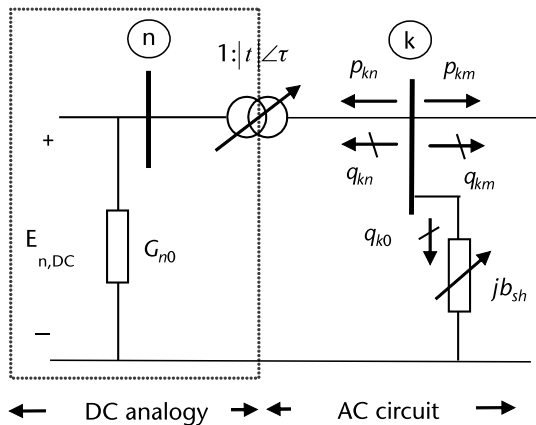 n
k
1:|t|∠τ
p_kn
p_km
+
q_kn
q_km
E_n,DC
G_n0
q_k0
jb_sh
−
DC analogy
AC circuit